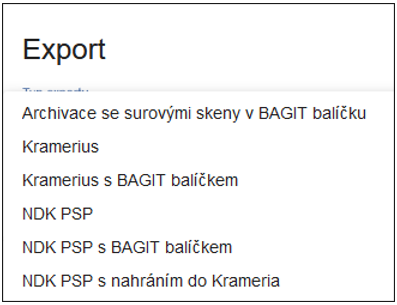 Export
Typ exportu
Archivace se surovými skeny v BAGIT balíčku
Kramerius
Kramerius s BAGIT balíčkem
NDK PSP
NDK PSP s BAGIT balíčkem
NDK PSP s nahráním do Krameria